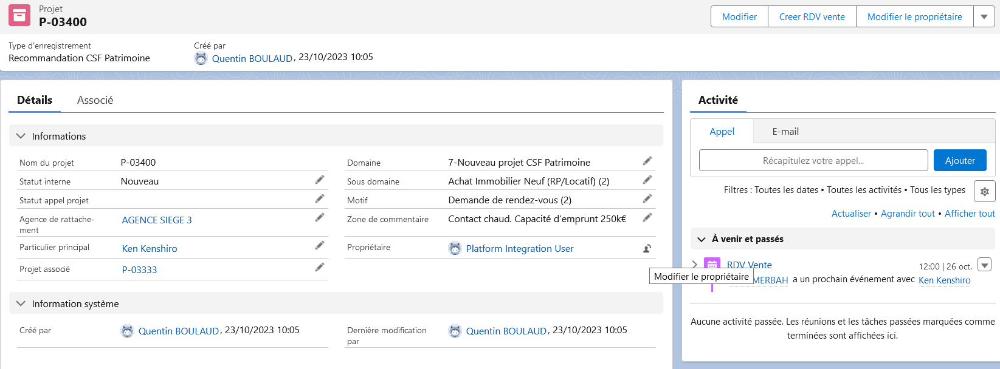 Projet
P-03400
Modifier
Creer RDV vente
Modifier le propriétaire
Type d'enregistrement
Recommandation CSF Patrimoine
Créé par
Quentin BOULAUD, 23/10/2023 10:05
Détails
Associé
Informations
Nom du projet
P-03400
Statut interne
Nouveau
Statut appel projet
Agence de rattache-
ment
AGENCE SIEGE 3
Particulier principal
Ken Kenshiro
Projet associé
P-03333
Domaine
7-Nouveau projet CSF Patrimoine
Sous domaine
Achat Immobilier Neuf (RP/Locatif) (2)
Motif
Demande de rendez-vous (2)
Zone de commentaire
Contact chaud. Capacité d'emprunt 250k€
Propriétaire
Platform Integration User
Modifier le propriétaire
Information système
Créé par
Quentin BOULAUD, 23/10/2023 10:05
Dernière modification
par
Quentin BOULAUD, 23/10/2023 10:05
Activité
Appel
E-mail
Récapitulez votre appel...
Ajouter
Filtres : Toutes les dates • Toutes les activités • Tous les types
Actualiser • Agrandir tout • Afficher tout
À venir et passés
RDV Vente
12:00 | 26 oct.
MERBAH a un prochain événement avec Ken Kenshiro
Aucune activité passée. Les réunions et les tâches passées marquées comme
terminées sont affichées ici.